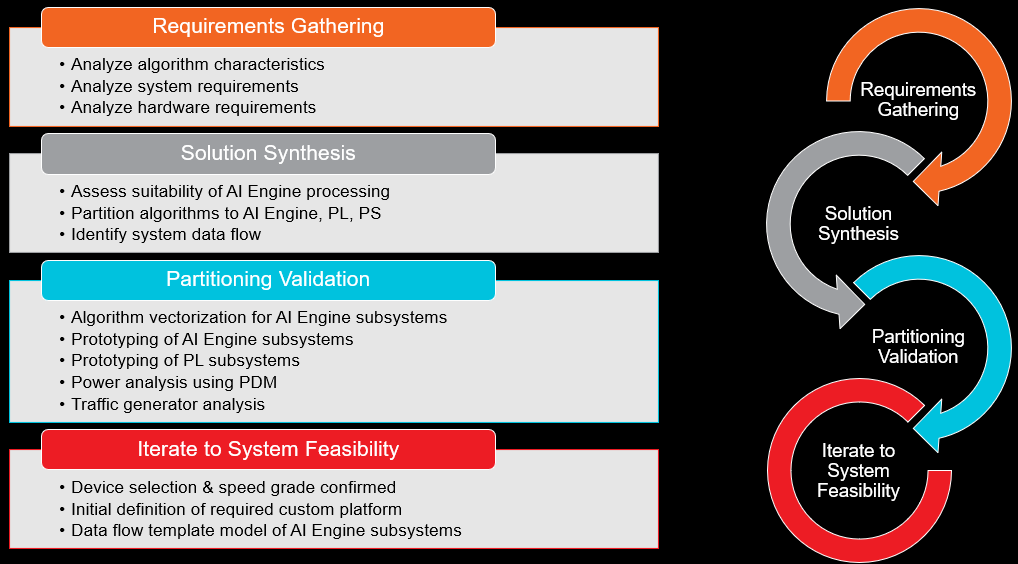 Requirements Gathering
• Analyze algorithm characteristics
• Analyze system requirements
• Analyze hardware requirements
Solution Synthesis
• Assess suitability of AI Engine processing
• Partition algorithms to AI Engine, PL, PS
• Identify system data flow
Partitioning Validation
• Algorithm vectorization for AI Engine subsystems
• Prototyping of AI Engine subsystems
• Prototyping of PL subsystems
• Power analysis using PDM
• Traffic generator analysis
Iterate to System Feasibility
• Device selection & speed grade confirmed
• Initial definition of required custom platform
• Data flow template model of AI Engine subsystems
Requirements
Gathering
Solution
Synthesis
Partitioning
Validation
Iterate to
System
Feasibility